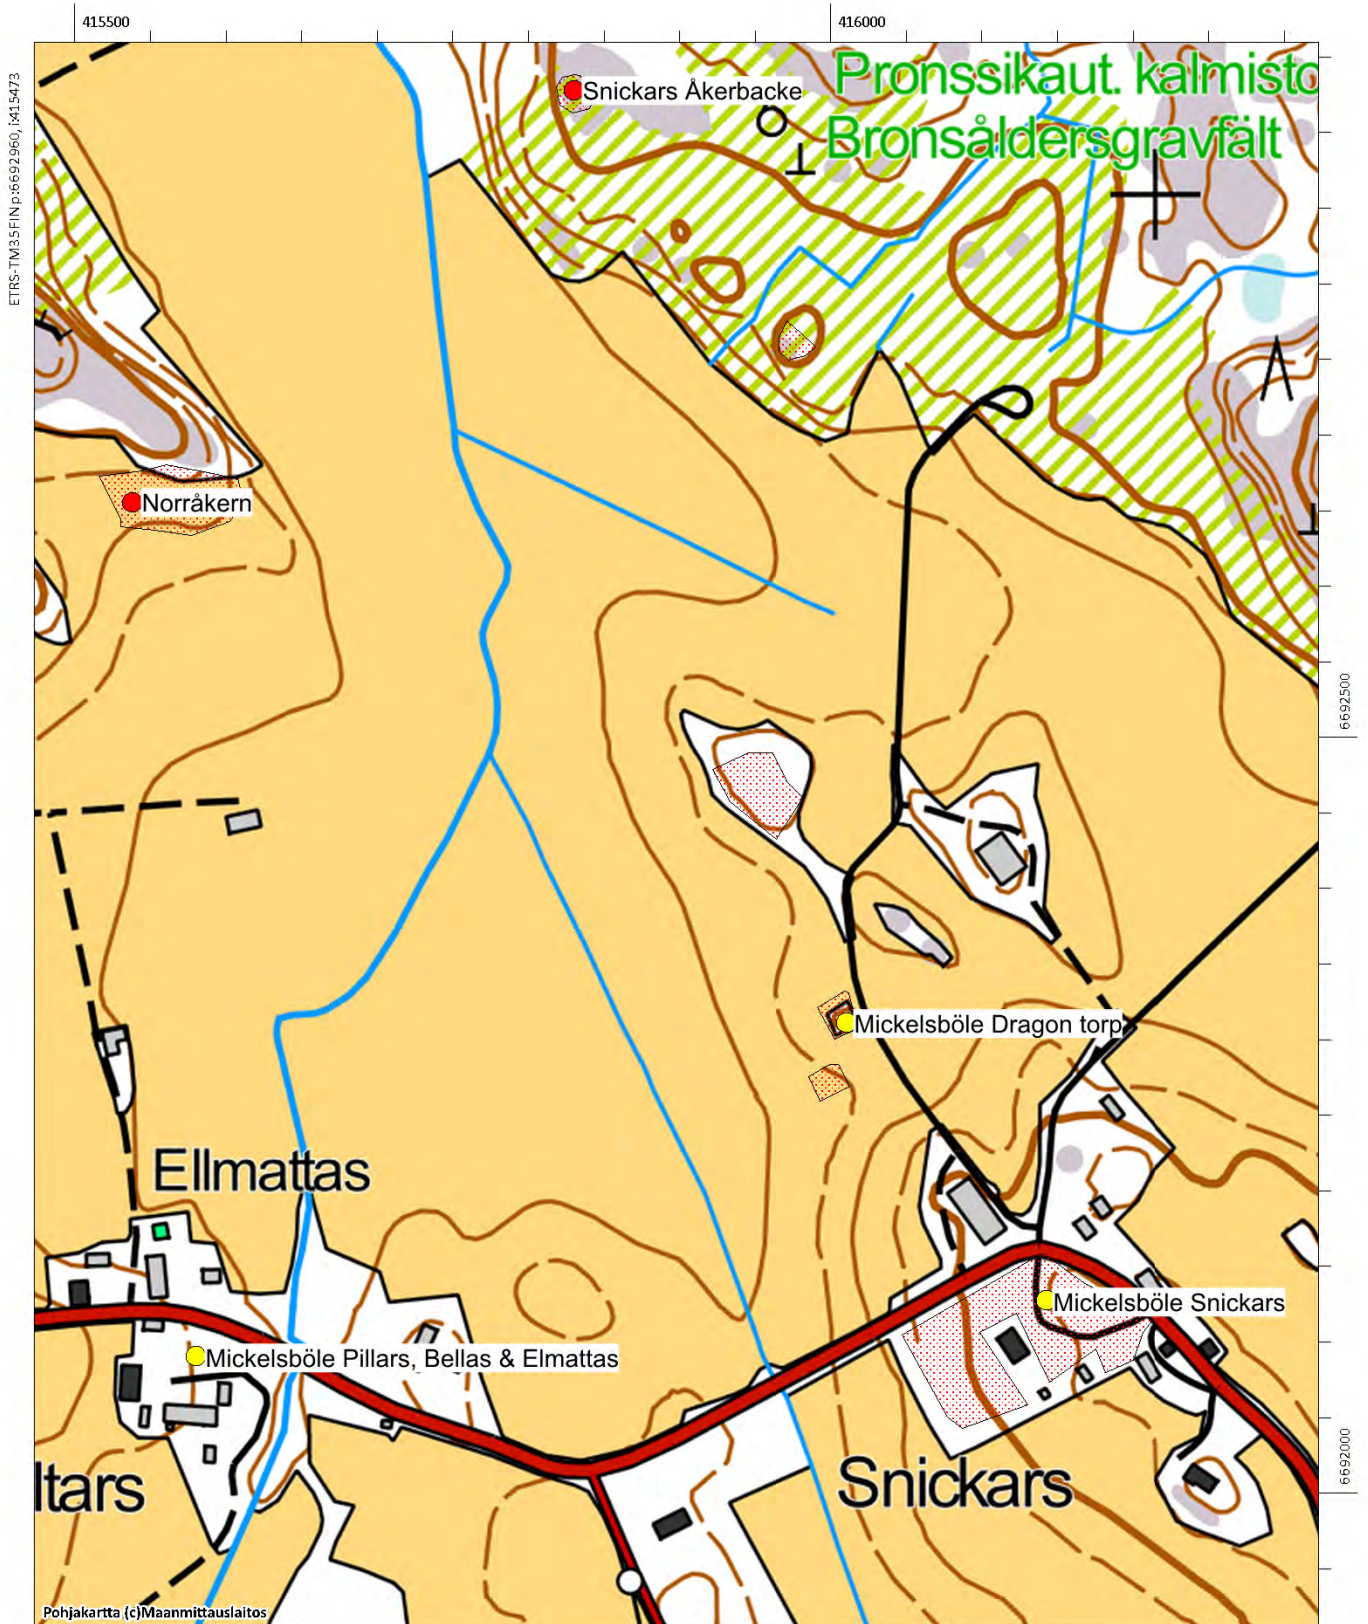 415500
416000
ETRS-TM35FIN p:6692960, i:415473
Snickars Åkerbacke
Pronssikaut. kalmisto
Bronsåldersgravfält
Norråkern
6692500
Mickelsböle Dragon torp
Ellmattas
Mickelsböle Snickars
Mickelsböle Pillars, Bellas & Elmattas
ltars
Snickars
6692000
Pohjakartta (c)Maanmittauslaitos